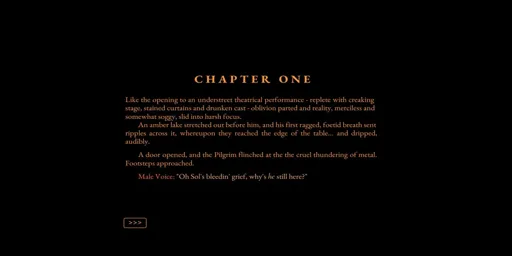 CHAPTER ONE
Like the opening to an understreet theatrical performance - replete with creaking
stage, stained curtains and drunken cast - oblivion parted and reality, merciless and
somewhat soggy, slid into harsh focus.
An amber lake stretched our before him, and his first ragged, foetid breath sent
ripples across it, whereupon they reached the edge of the table... and dripped,
audibly.
A door opened, and the Pilgrim flinched at the the cruel thundering of metal.
Footsteps approached.
Male Voice: "Oh Sol's bleedin' grief, why's he still here?"
>>>